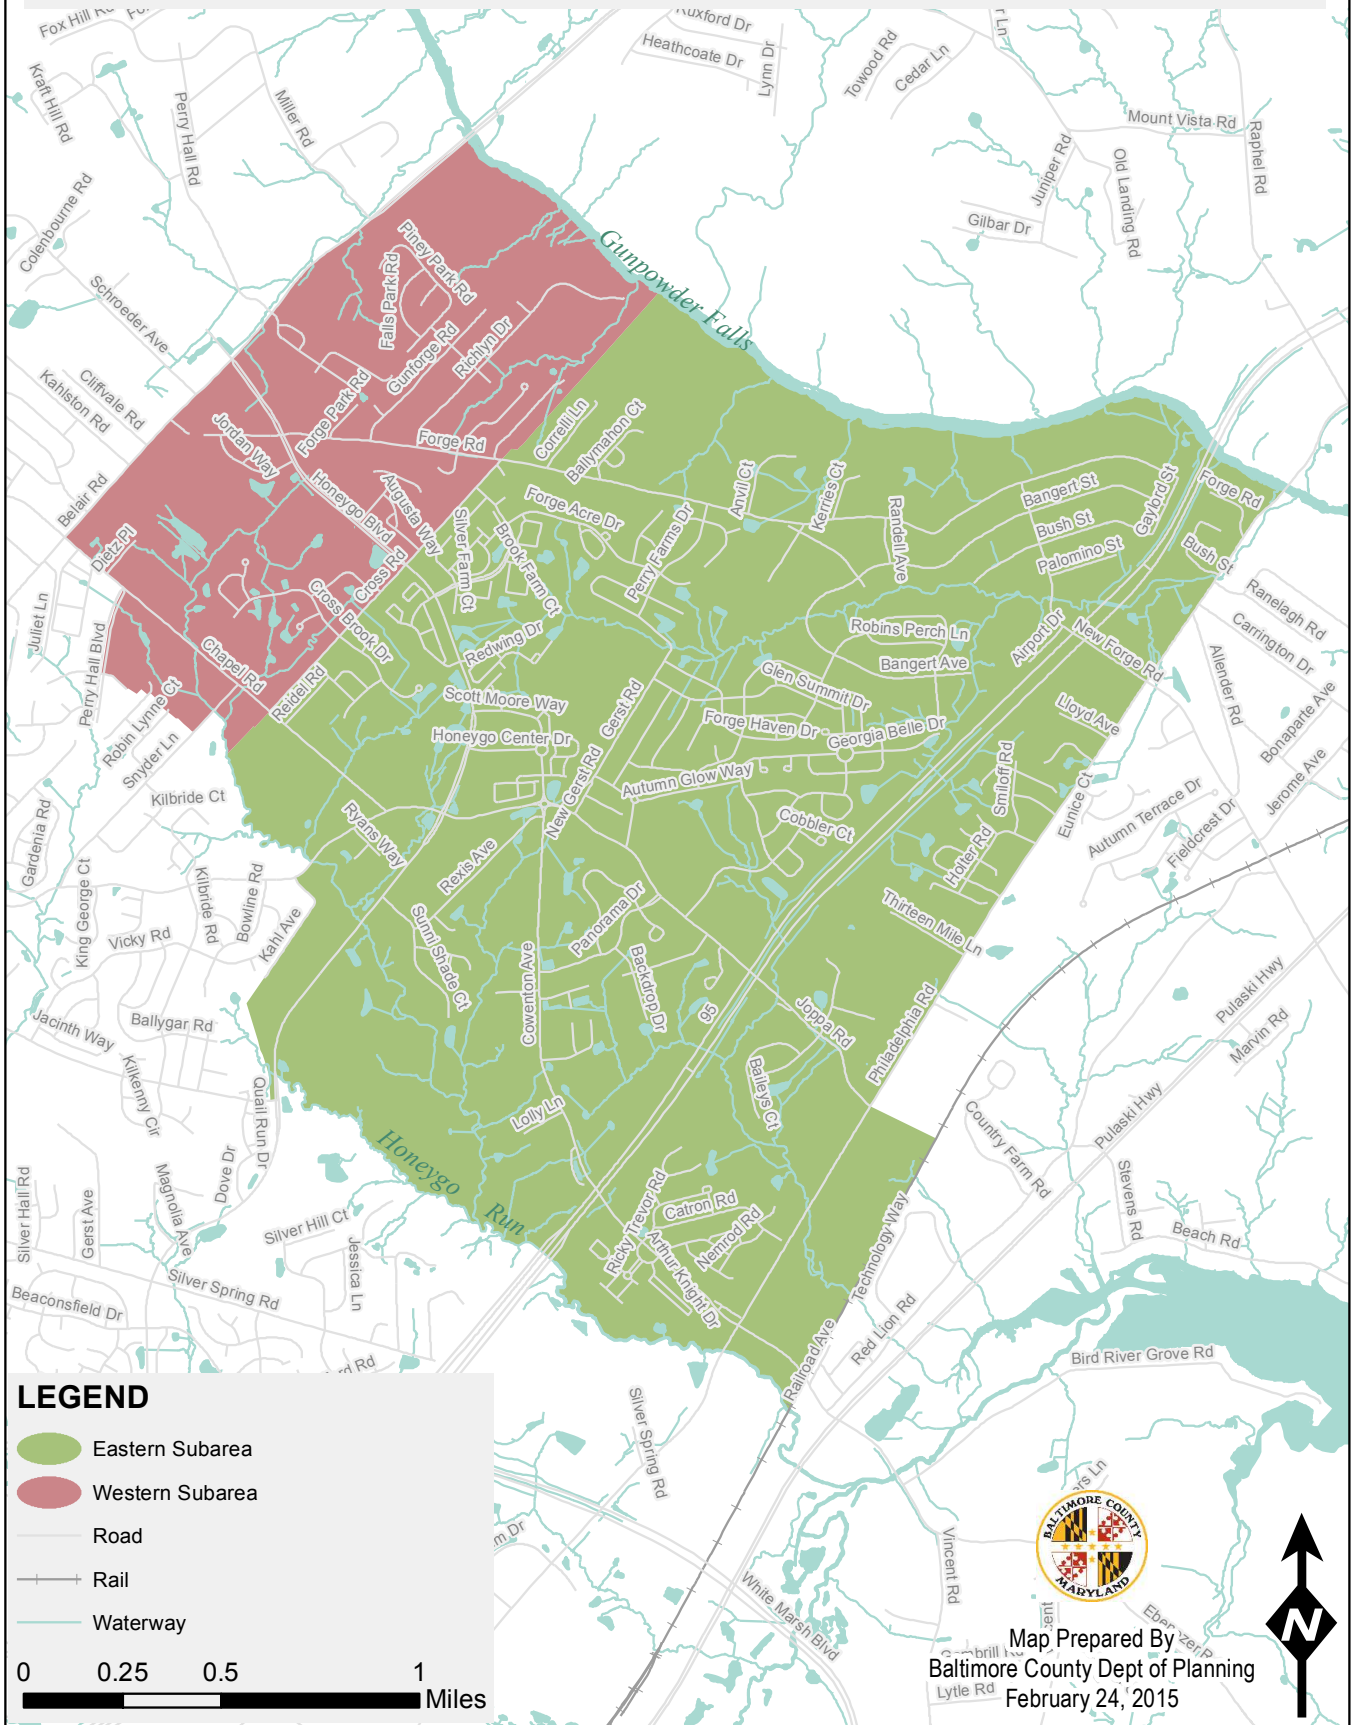 Fox Hill Rd
Ruxford Dr
Heathcoate Dr
Lynn Dr
Towood Rd
Cedar Ln
r Ln
Kraft Hill Rd
Perry Hall Rd
Miller Rd
Mount Vista Rd
Raphel Rd
Juniper Rd
Old Landing Rd
Gilbar Dr
Colenbourne Rd
Schroeder Ave
Piney Park Rd
Falls Park Rd
Gunpowder Falls
Gunforge Rd
Richlyn Dr
Cliffvale Rd
Kahlston Rd
Forge Park Rd
Jordan Way
Forge Rd
Correlli Ln
Ballymahon Ct
Belair Rd
Honeygo Blvd
Augusta Way
Forge Acre Dr
Anvil Ct
Kerries Ct
Randell Ave
Bangert St
Gaylord St
Forge Rd
Bush St
Palomino St
Bush St
Dietz Pl
Cross Rd
Silver Farm Ct
Brook Farm Ct
Perry Farms Dr
Juliet Ln
Cross Brook Dr
Redwing Dr
Robins Perch Ln
Bangert Ave
Airport Dr
New Forge Rd
Ranelagh Rd
Carrington Dr
Allender Rd
Perry Hall Blvd
Chapel Rd
Reidel Rd
Glen Summit Dr
Scott Moore Way
Gerst Rd
Forge Haven Dr
Georgia Belle Dr
Lloyd Ave
Bonaparte Ave
Robin Lynne Ct
Snyder Ln
Honeygo Center Dr
New Gerst Rd
Autumn Glow Way
Smiloff Rd
Eunice Ct
Jerome Ave
Kilbride Ct
Ryans Way
Cobbler Ct
Autumn Terrace Dr
Fieldcrest Dr
Gardenia Rd
Rexis Ave
Holter Rd
King George Ct
Kilbride Rd
Bowline Rd
Kahl Ave
Vicky Rd
Sunni Shade Ct
Panorama Dr
Thirteen Mile Ln
Cowenton Ave
Backdrop Dr
95
Joppa Rd
Philadelphia Rd
Pulaski Hwy
Marvin Rd
Jacinth Way
Ballygar Rd
Kilkenny Cir
Quail Run Dr
Lolly Ln
Baileys Ct
Country Farm Rd
Pulaski Hwy
Honeygo Run
Dove Dr
Magnolia Ave
Silver Hall Rd
Gerst Ave
Silver Hill Ct
Jessica Ln
Ricky Trevor Rd
Catron Rd
Nemrod Rd
Arthur Knight Dr
Technology Way
Stevens Rd
Beach Rd
Silver Spring Rd
Beaconsfield Dr
rd Rd
Railroad Ave
Red Lion Rd
Bird River Grove Rd
Silver Spring Rd
LEGEND
Eastern Subarea
Western Subarea
Road
Rail
Waterway
0 0.25 0.5 1
Miles
m Dr
White Marsh Blvd
Vincent Rd
ers Ln
BALTIMORE COUNTY
MARYLAND
Ebenezer R
Gambrill Rd
Lytle Rd
Map Prepared By
Baltimore County Dept of Planning
February 24, 2015
N